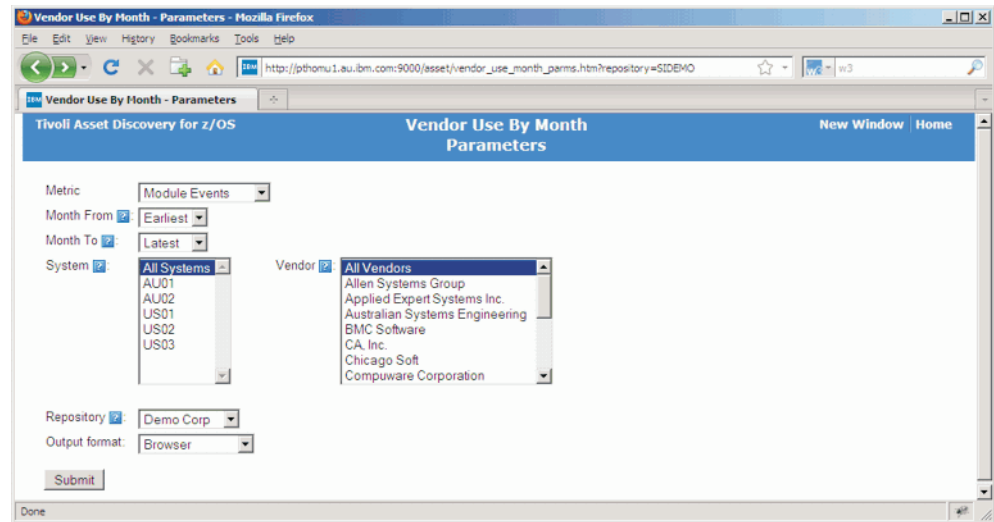 Vendor Use By Month - Parameters - Mozilla Firefox
File Edit View History Bookmarks Tools Help
IBM http://pthomu1.au.ibm.com:9000/asset/vendor_use_month_parms.htm?repository=SIDEMO w3
IBM Vendor Use By Month - Parameters
Tivoli Asset Discovery for z/OS Vendor Use By Month New Window Home
Parameters
Metric Module Events
Month From ?: Earliest
Month To ?: Latest
System ?: All Systems Vendor ?: All Vendors
AU01 Allen Systems Group
AU02 Applied Expert Systems Inc.
US01 Australian Systems Engineering
US02 BMC Software
US03 CA, Inc.
Chicago Soft
Compuware Corporation
Repository ?: Demo Corp
Output format: Browser
Submit
Done